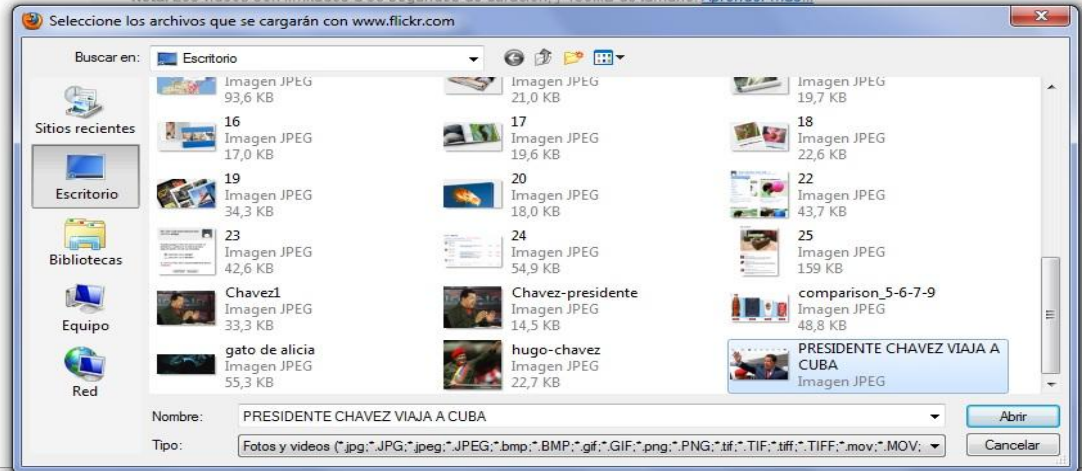 Seleccione los archivos que se cargarán con www.flickr.com
Buscar en: Escritorio
Sitios recientes
Escritorio
Bibliotecas
Equipo
Red
Imagen JPEG
93,6 KB
Imagen JPEG
21,0 KB
Imagen JPEG
19,7 KB
16
Imagen JPEG
17,0 KB
17
Imagen JPEG
19,6 KB
18
Imagen JPEG
22,6 KB
19
Imagen JPEG
34,3 KB
20
Imagen JPEG
18,0 KB
22
Imagen JPEG
43,7 KB
23
Imagen JPEG
42,6 KB
24
Imagen JPEG
54,9 KB
25
Imagen JPEG
159 KB
Chavez1
Imagen JPEG
33,3 KB
Chavez-presidente
Imagen JPEG
14,5 KB
comparison_5-6-7-9
Imagen JPEG
48,8 KB
gato de alicia
Imagen JPEG
55,3 KB
hugo-chavez
Imagen JPEG
22,7 KB
PRESIDENTE CHAVEZ VIAJA A
CUBA
Imagen JPEG
Nombre: PRESIDENTE CHAVEZ VIAJA A CUBA Abrir
Tipo: Fotos y videos (*.jpg;*.JPG;*.jpeg;*.JPEG;*.bmp;*.BMP;*.gif;*.GIF;*.png;*.PNG;*.tif;*.TIF;*.tiff;*.TIFF;*.mov;*.MOV; Cancelar